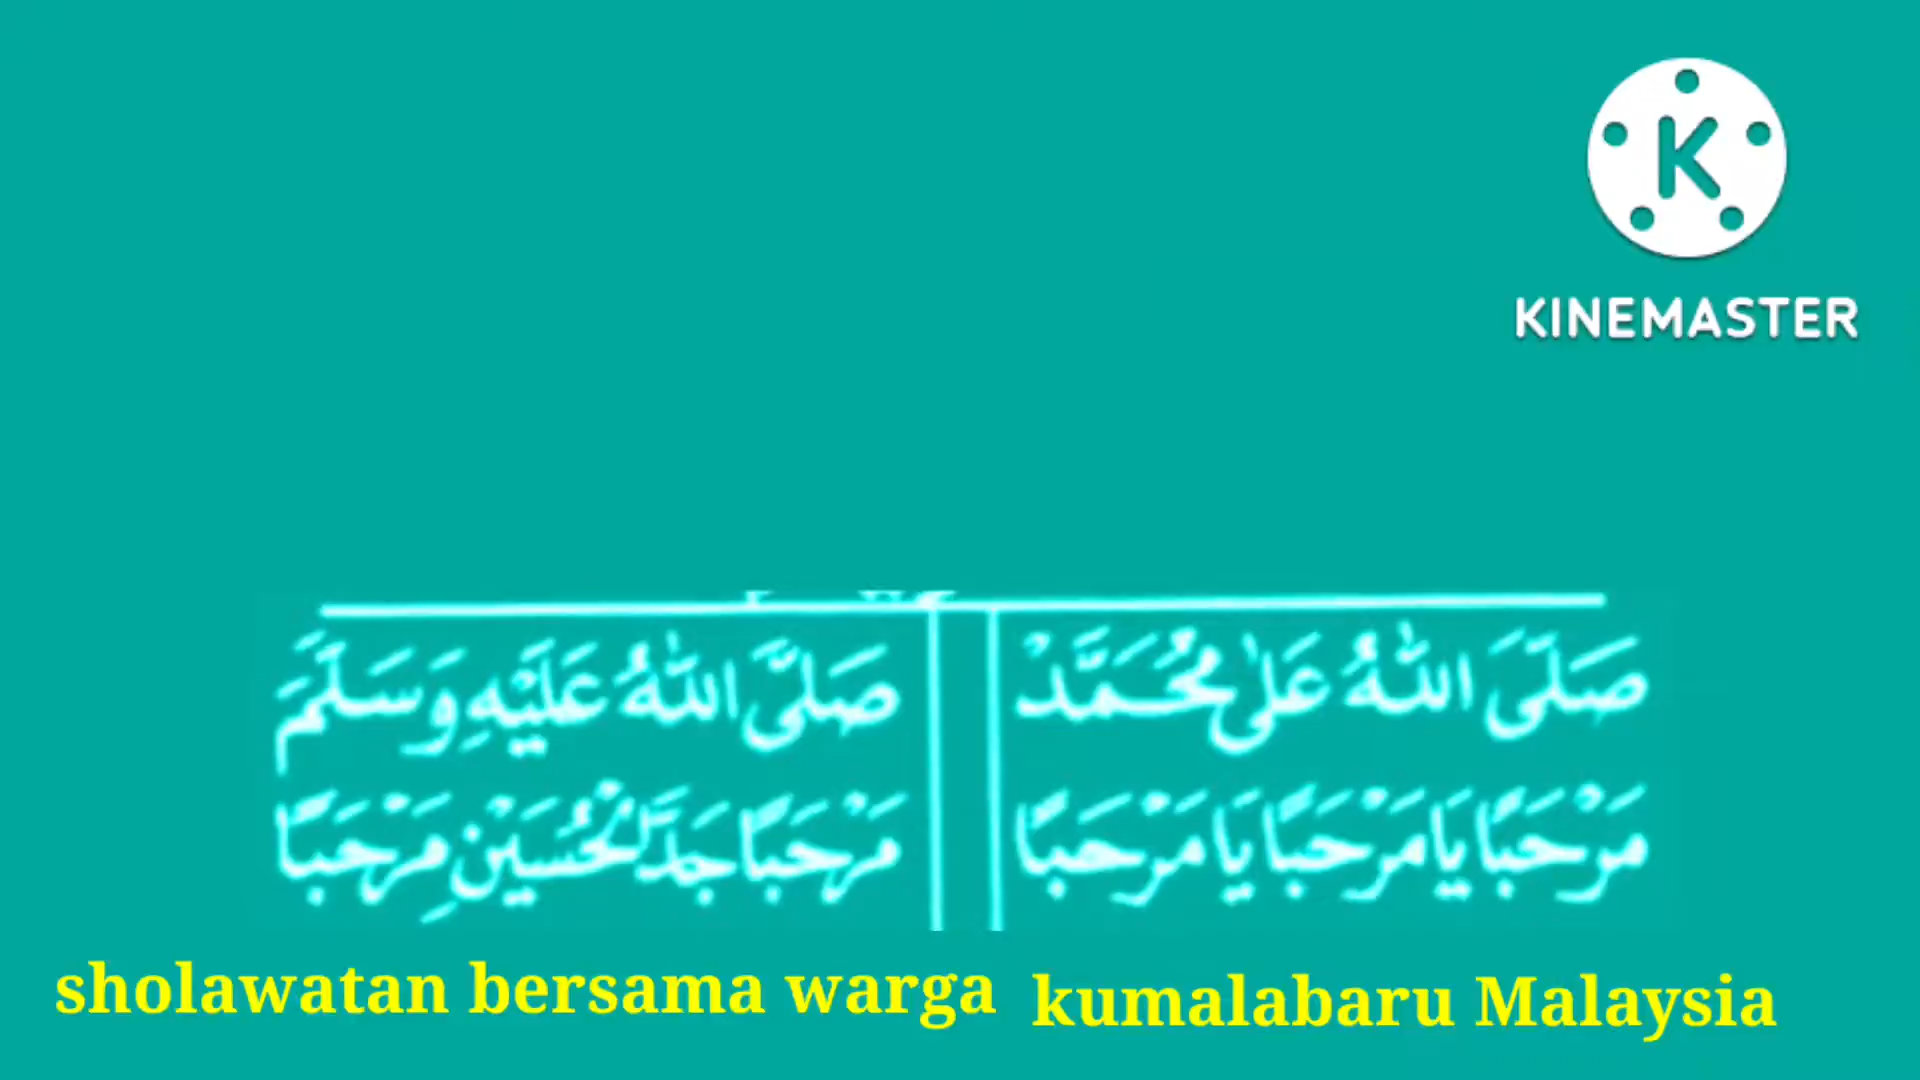 KINEMASTER
صَلَّى اللهُ عَلٰى مُحَمَّدْ
صَلَّى اللهُ عَلَيْهِ وَسَلَّمَ
مَرْحَبًا يَا مَرْحَبًا يَا مَرْحَبًا
مَرْحَبًا جَدَّ الْحُسَيْنِ مَرْحَبًا
sholawatan bersama warga kumalabaru Malaysia